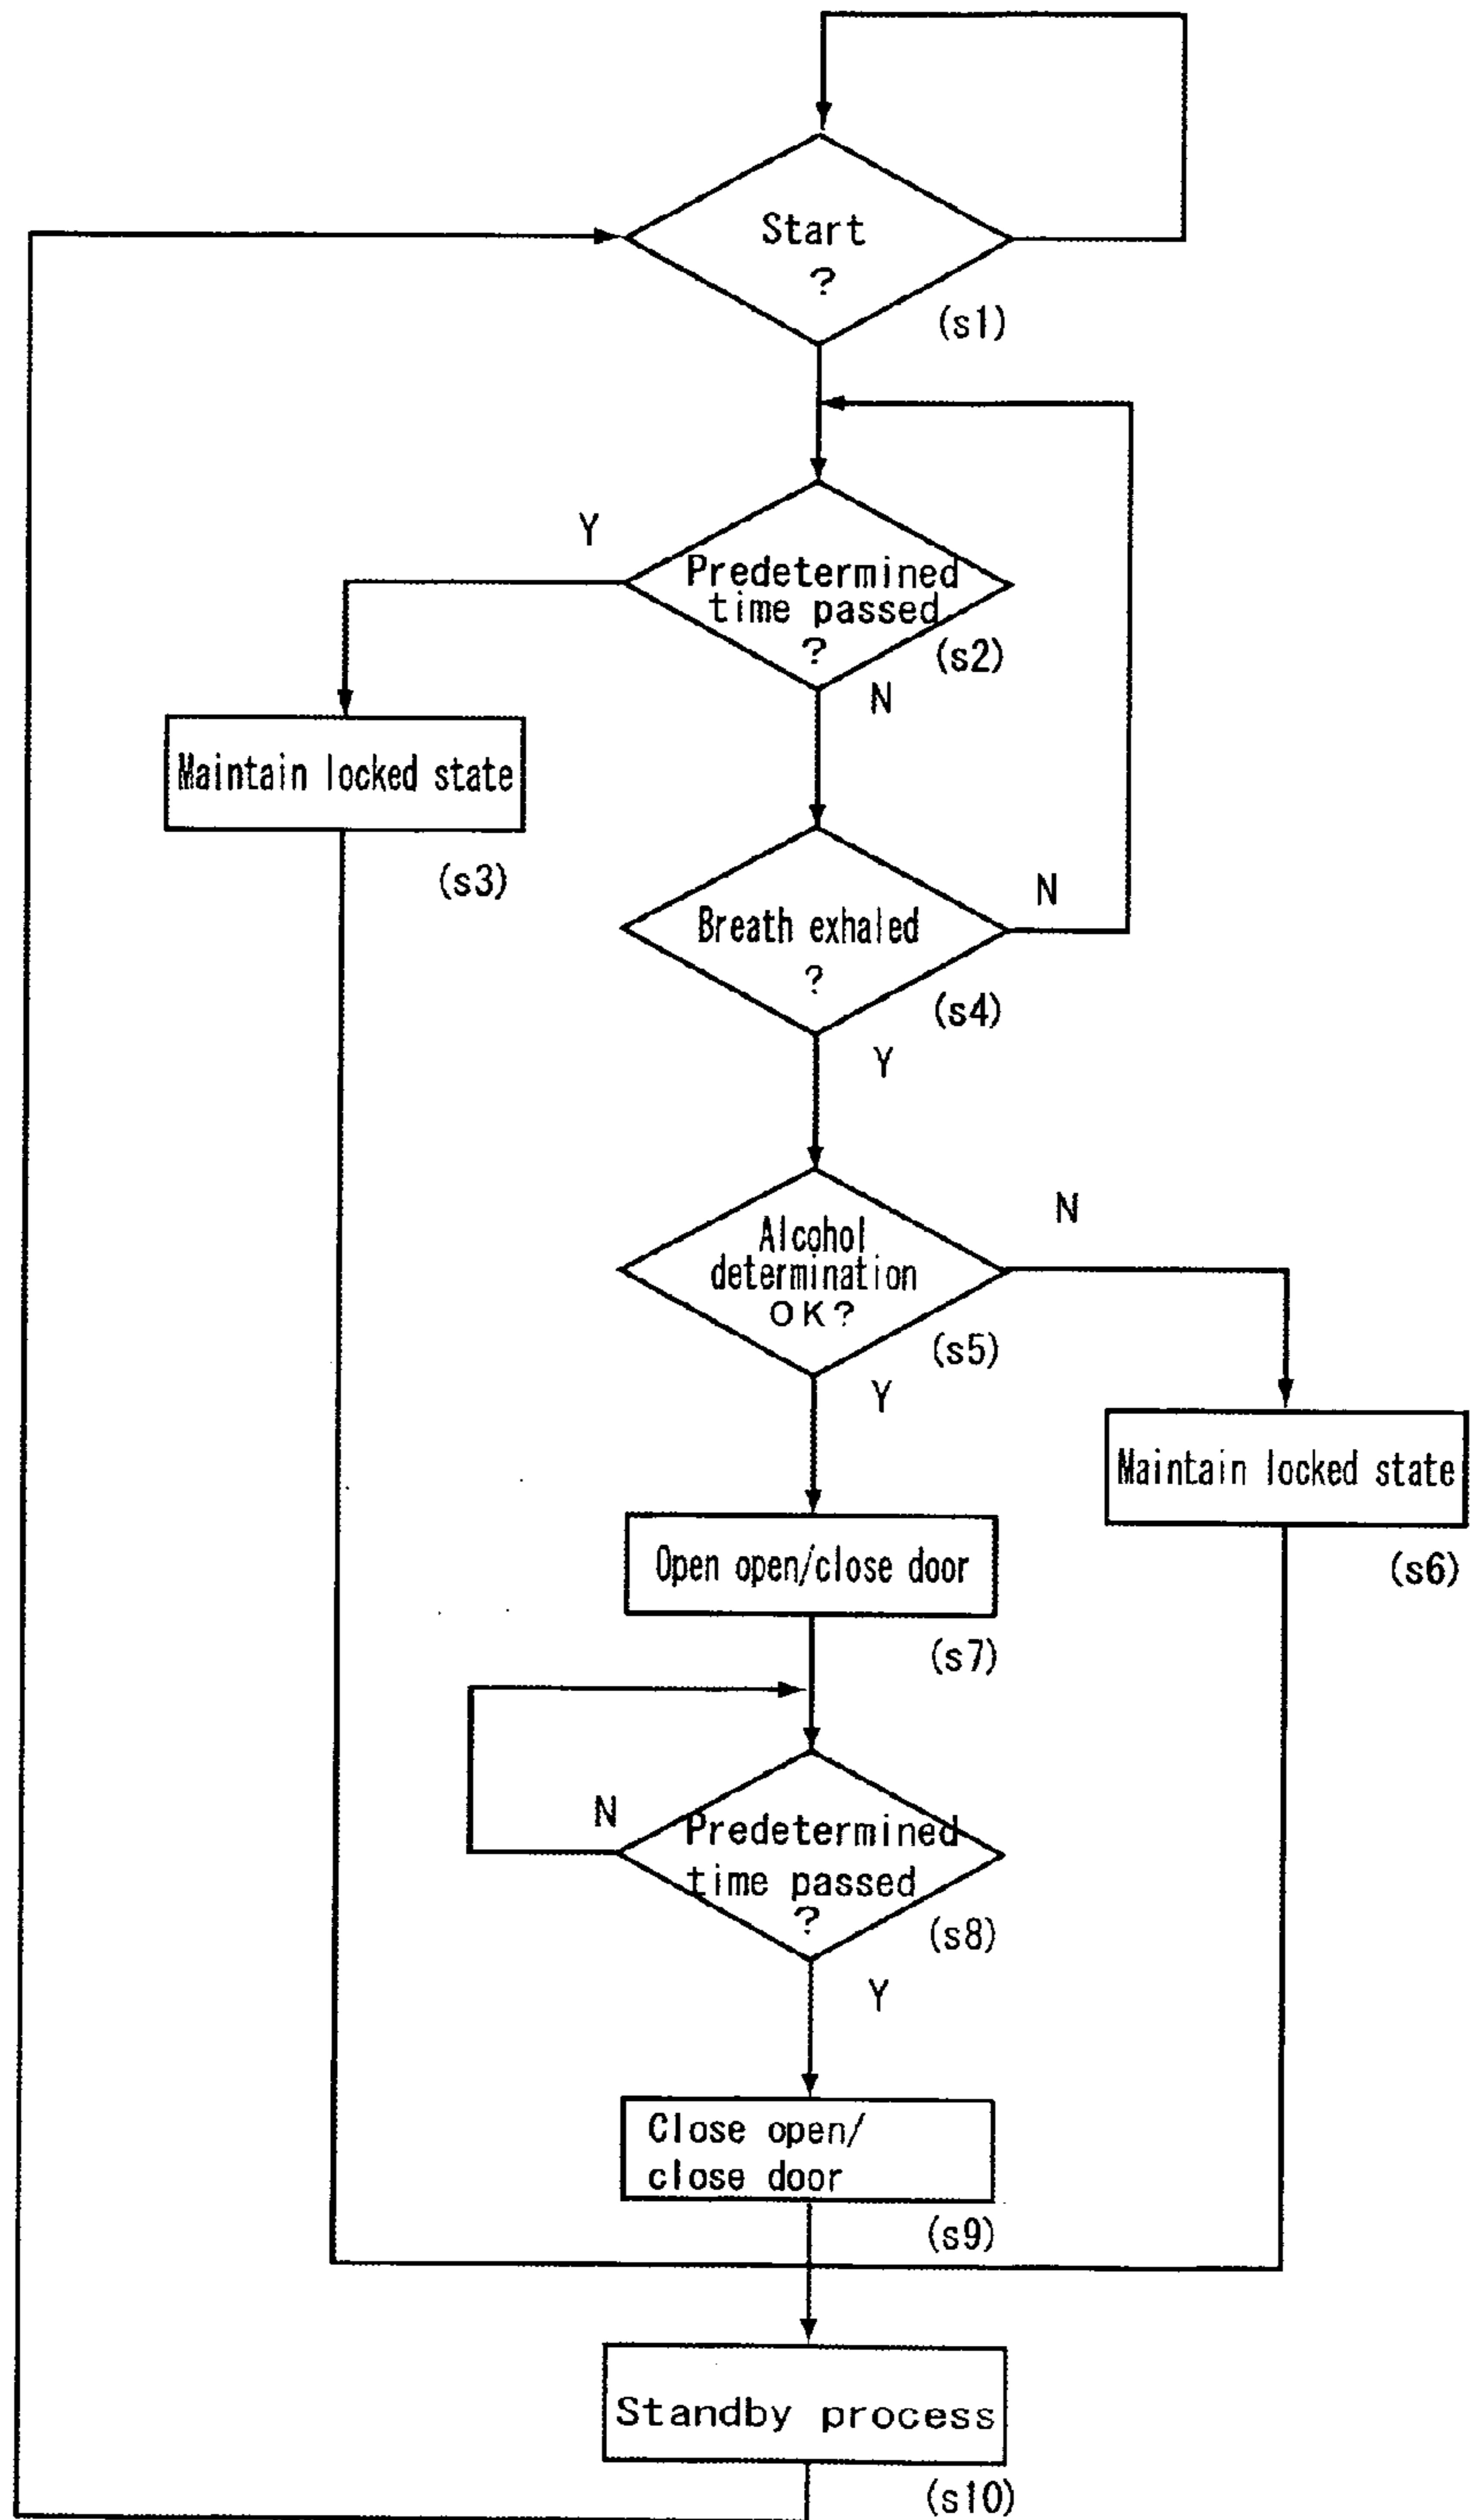 Start
?
(s1)
Y
Predetermined
time passed
?
(s2)
N
Maintain locked state
(s3)
Breath exhaled
?
N
(s4)
Y
Alcohol
determination
OK?
N
(s5)
Y
Maintain locked state
(s6)
Open open/close door
(s7)
N
Predetermined
time passed
?
(s8)
Y
Close open/
close door
(s9)
Standby process
(s10)